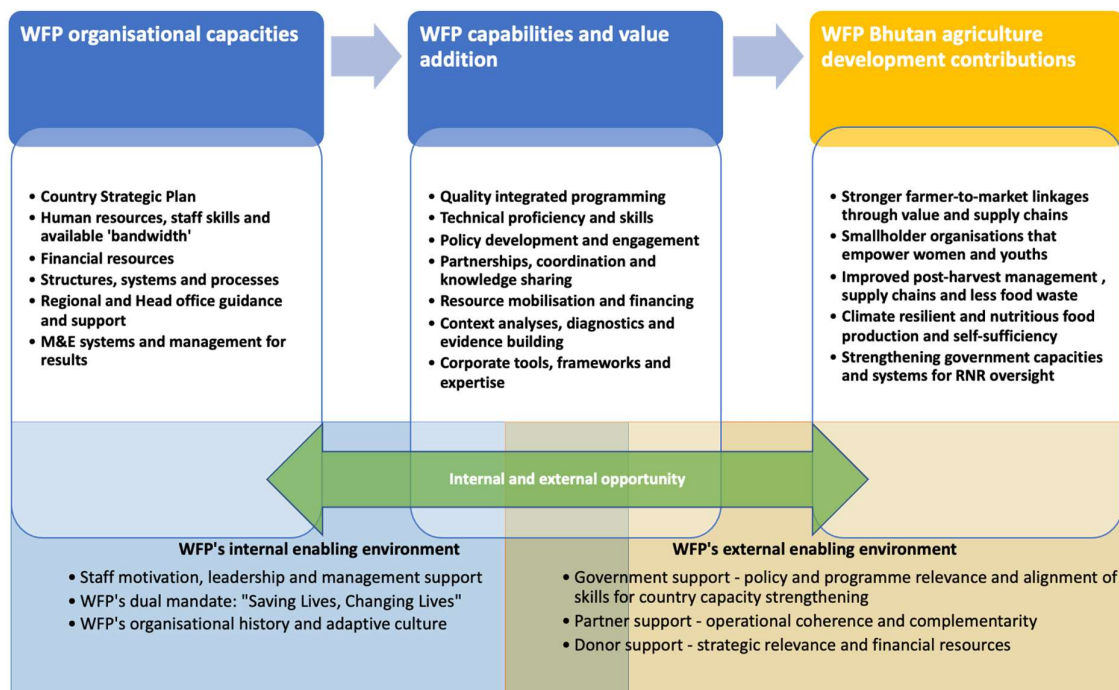 WFP organisational capacities
WFP capabilities and value
addition
WFP Bhutan agriculture
development contributions
• Country Strategic Plan
• Human resources, staff skills and
available 'bandwidth'
• Financial resources
• Structures, systems and processes
• Regional and Head office guidance
and support
• M&E systems and management for
results
• Quality integrated programming
• Technical proficiency and skills
• Policy development and engagement
• Partnerships, coordination and
knowledge sharing
• Resource mobilisation and financing
• Context analyses, diagnostics and
evidence building
• Corporate tools, frameworks and
expertise
• Stronger farmer-to-market linkages
through value and supply chains
• Smallholder organisations that
empower women and youths
• Improved post-harvest management ,
supply chains and less food waste
• Climate resilient and nutritious food
production and self-sufficiency
• Strengthening government capacities
and systems for RNR oversight
Internal and external opportunity
WFP's internal enabling environment
• Staff motivation, leadership and management support
• WFP's dual mandate: "Saving Lives, Changing Lives"
• WFP's organisational history and adaptive culture
WFP's external enabling environment
• Government support - policy and programme relevance and alignment of
skills for country capacity strengthening
• Partner support - operational coherence and complementarity
• Donor support - strategic relevance and financial resources